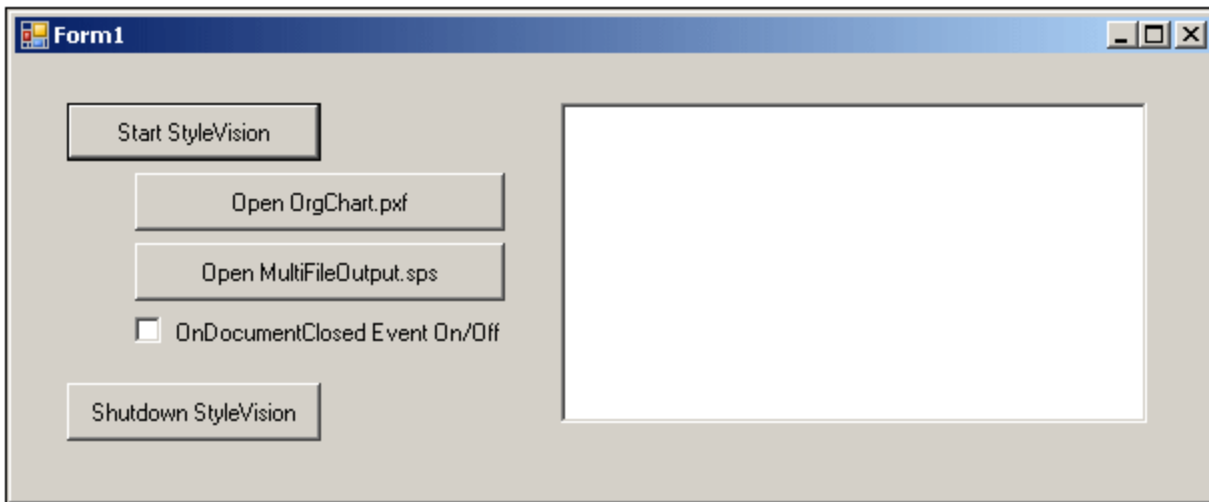 Form1
Start StyleVision
Open OrgChart.pxf
Open MultiFileOutput.sps
OnDocumentClosed Event On/Off
Shutdown StyleVision